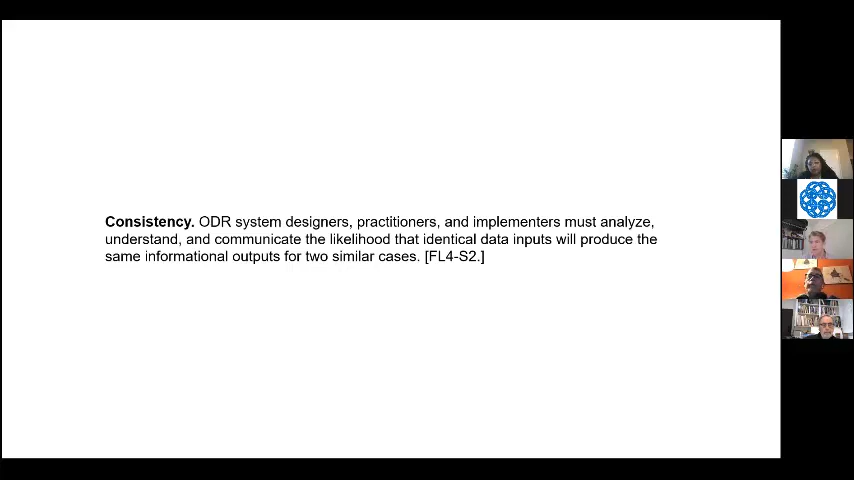 Consistency. ODR system designers, practitioners, and implementers must analyze,
understand, and communicate the likelihood that identical data inputs will produce the
same informational outputs for two similar cases. [FL4-S2.]